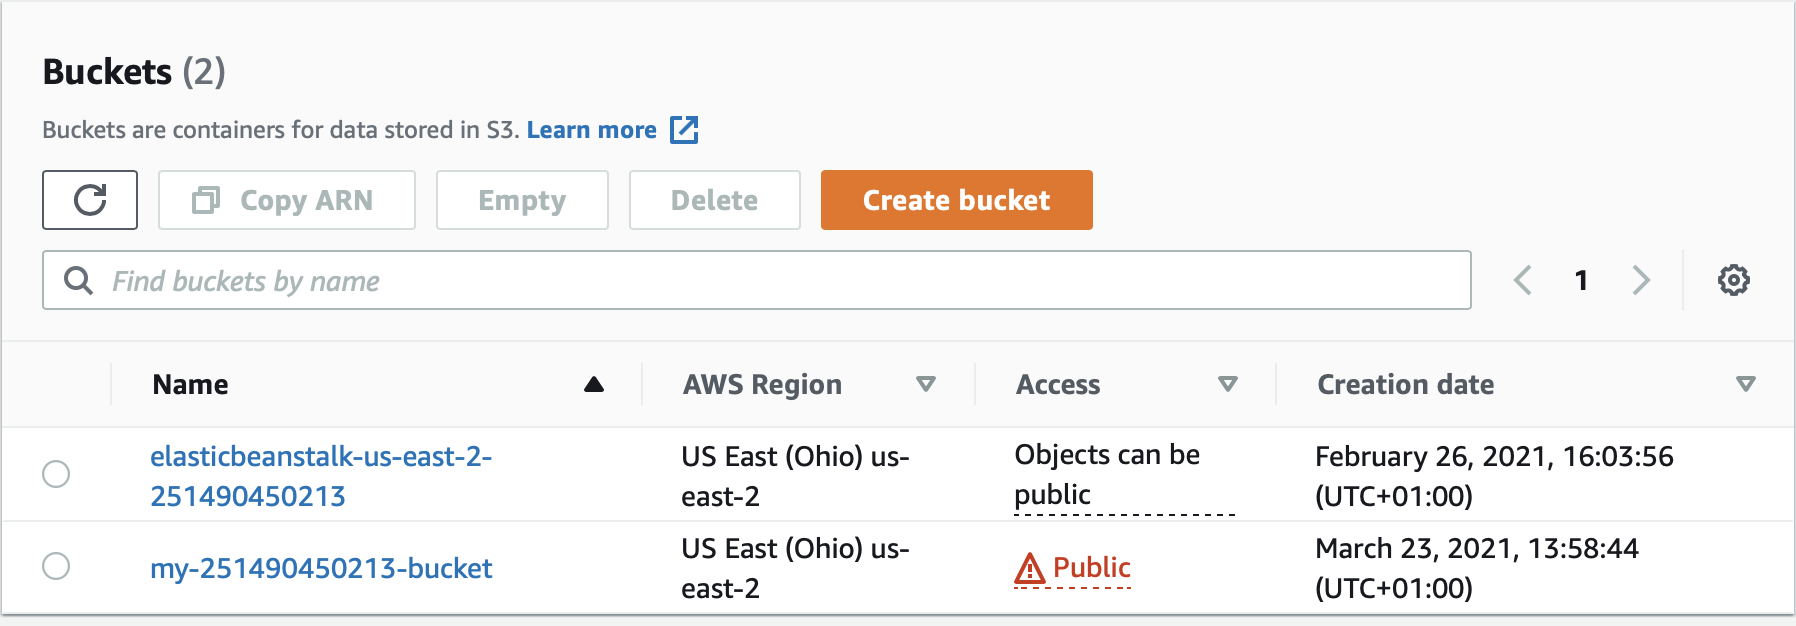 Buckets (2)
Buckets are containers for data stored in S3. Learn more
Copy ARN Empty Delete Create bucket
Find buckets by name 1
Name AWS Region Access Creation date
elasticbeanstalk-us-east-2-
251490450213
US East (Ohio) us-
east-2
Objects can be
public
February 26, 2021, 16:03:56
(UTC+01:00)
my-251490450213-bucket
US East (Ohio) us-
east-2
Public
March 23, 2021, 13:58:44
(UTC+01:00)